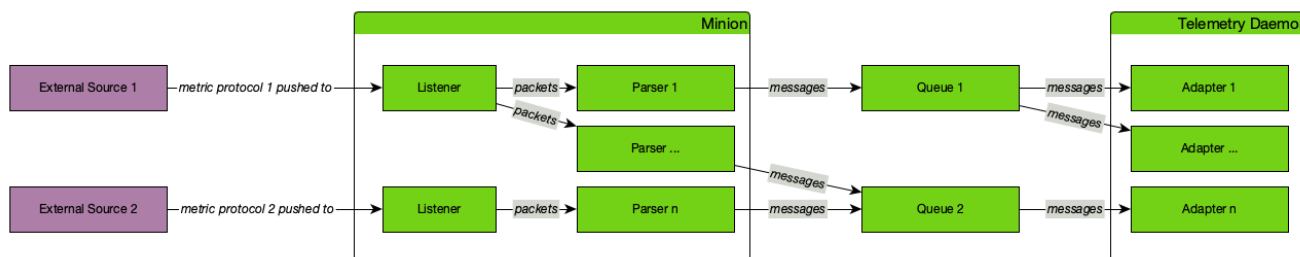 Minion
Telemetry Daemo
External Source 1
metric protocol 1 pushed to
Listener
packets
Parser 1
messages
Queue 1
messages
Adapter 1
packets
messages
Parser ...
Adapter ...
messages
External Source 2
metric protocol 2 pushed to
Listener
packets
Parser n
messages
Queue 2
messages
Adapter n